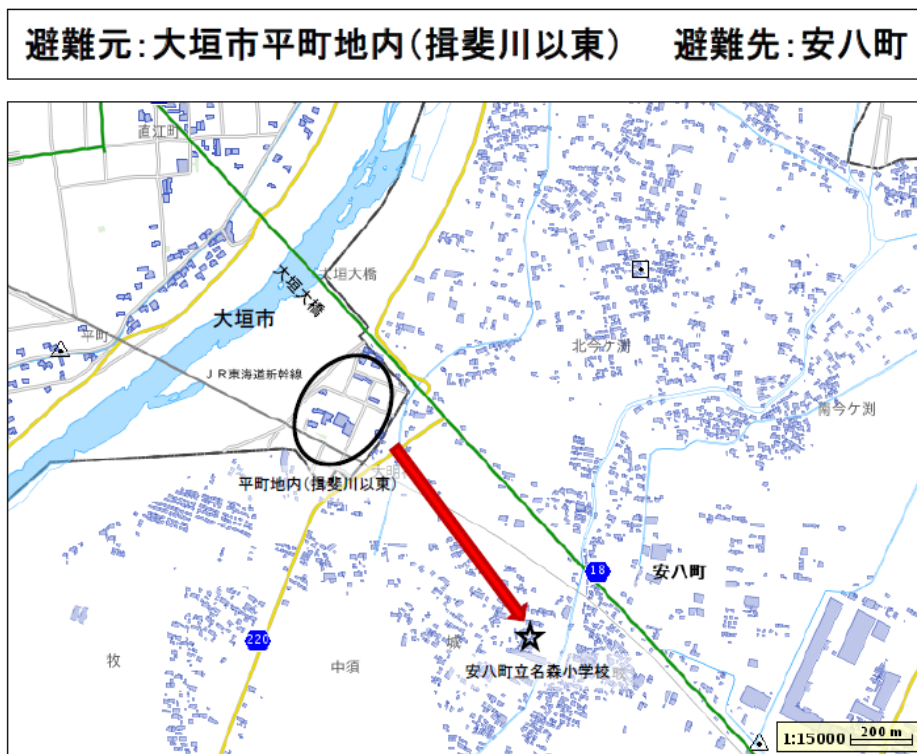 避難元:大垣市平町地内(揖斐川以東) 避難先:安八町
直江町
大垣大橋
大垣大橋
大垣市
平町
北今ケ渕
JR東海道新幹線
南今ケ渕
平町地内(揖斐川以東)
18
安八町
220
城
牧
中須
安八町立名森小学校
1:15000 200 m